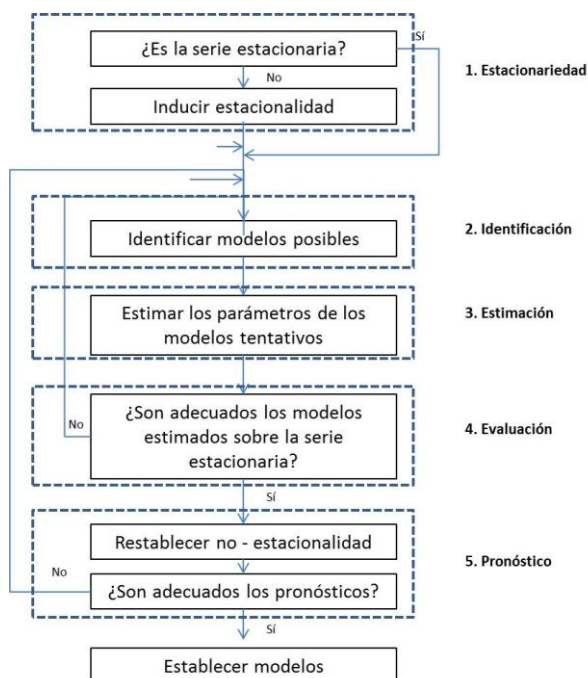 ¿Es la serie estacionaria?
Sí
1. Estacionariedad
No
Inducir estacionalidad
Identificar modelos posibles
2. Identificación
Estimar los parámetros de los
modelos tentativos
3. Estimación
¿Son adecuados los modelos
estimados sobre la serie
estacionaria?
No
4. Evaluación
Sí
Restablecer no - estacionalidad
5. Pronóstico
No
¿Son adecuados los pronósticos?
Sí
Establecer modelos